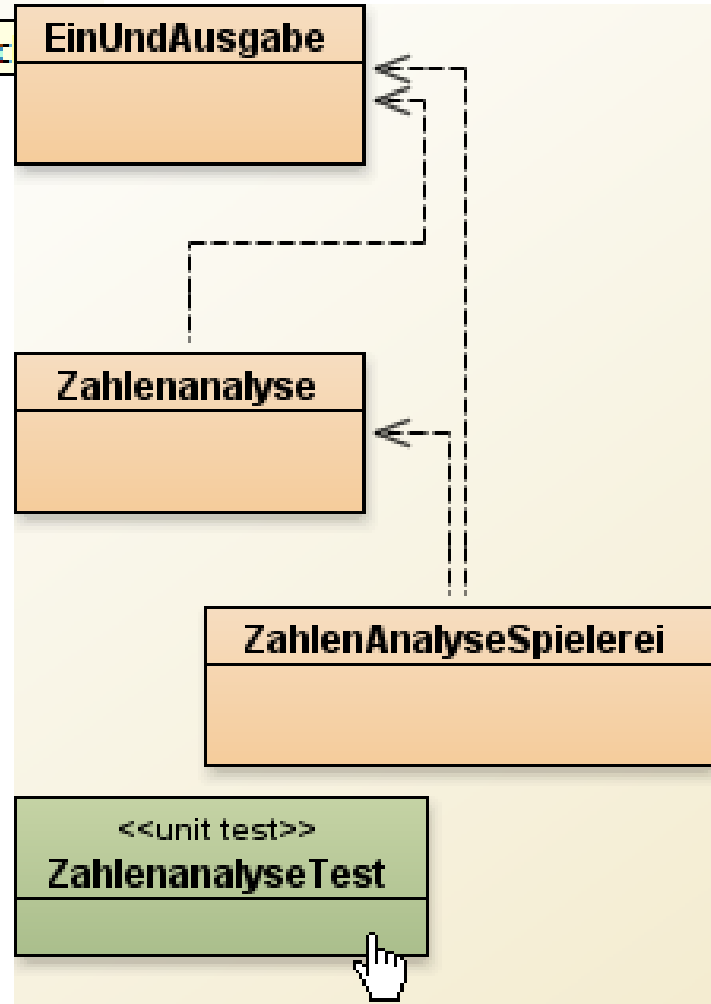 EinUndAusgabe
Zahlenanalyse
ZahlenAnalyseSpielerei
<<unit test>>
ZahlenanalyseTest